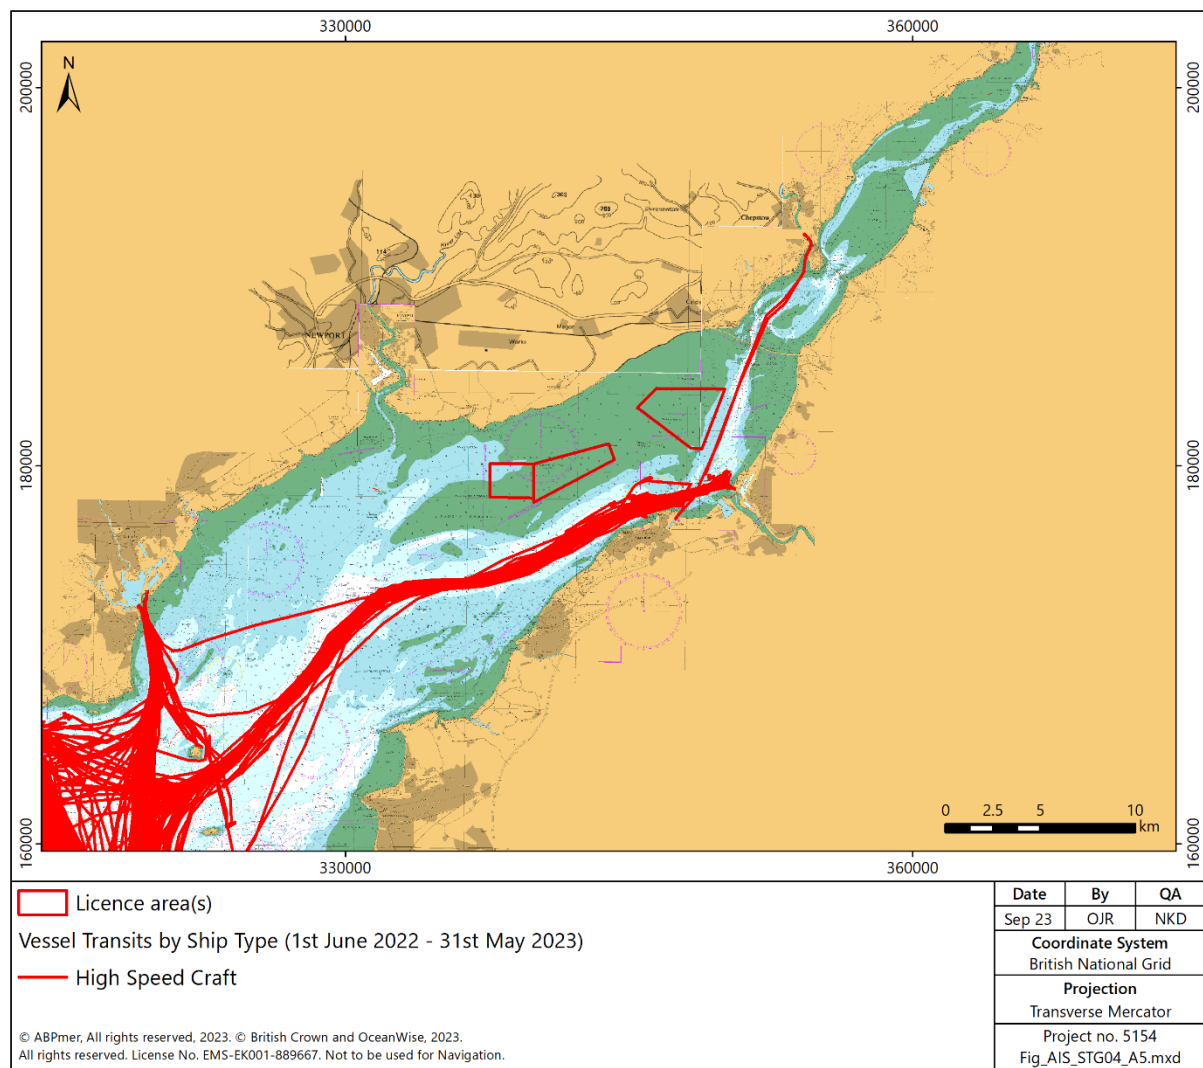 330000
360000
N
200000
200000
Chepstow
NEWPORT
Magor
Works
180000
180000
0 2.5 5 10
km
160000
160000
330000
360000
Licence area(s)
Vessel Transits by Ship Type (1st June 2022 - 31st May 2023)
High Speed Craft
© ABPmer, All rights reserved, 2023. © British Crown and OceanWise, 2023.
All rights reserved. License No. EMS-EK001-889667. Not to be used for Navigation.
Date By QA
Sep 23 OJR NKD
Coordinate System
British National Grid
Projection
Transverse Mercator
Project no. 5154
Fig_AIS_STG04_A5.mxd